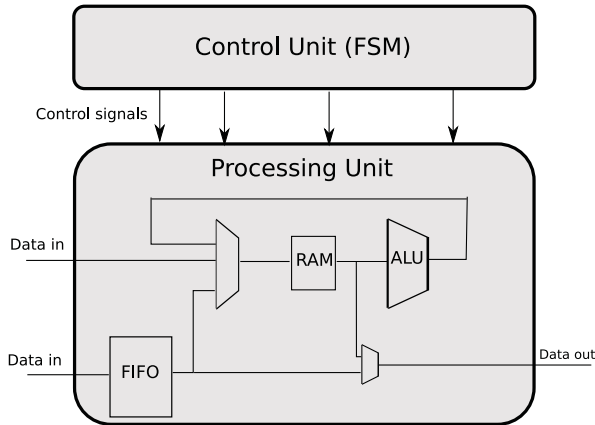 Control Unit (FSM)
Control signals
Processing Unit
Data in
RAM
ALU
Data in
FIFO
Data out